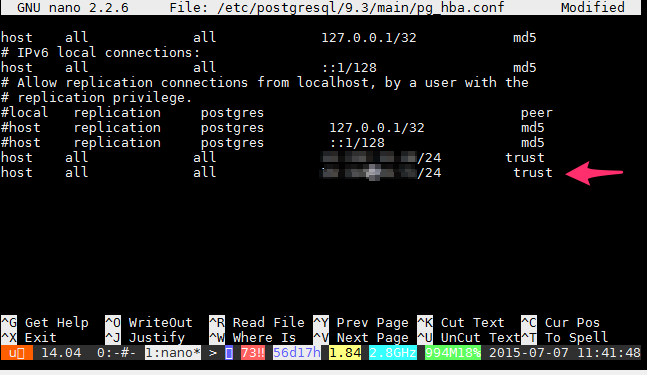 GNU nano 2.2.6 File: /etc/postgresql/9.3/main/pg_hba.conf Modified
host all all 127.0.0.1/32 md5
# IPv6 local connections:
host all all ::1/128 md5
# Allow replication connections from localhost, by a user with the
# replication privilege.
#local replication postgres peer
#host replication postgres 127.0.0.1/32 md5
#host replication postgres ::1/128 md5
host all all /24 trust
host all all /24 trust
^G Get Help ^O WriteOut ^R Read File ^Y Prev Page ^K Cut Text ^C Cur Pos
^X Exit ^J Justify ^W Where Is ^V Next Page ^U UnCut Text^T To Spell
u 14.04 0:-#- 1:nano* > 73!! 56d17h 1.84 2.8GHz 994M18% 2015-07-07 11:41:48